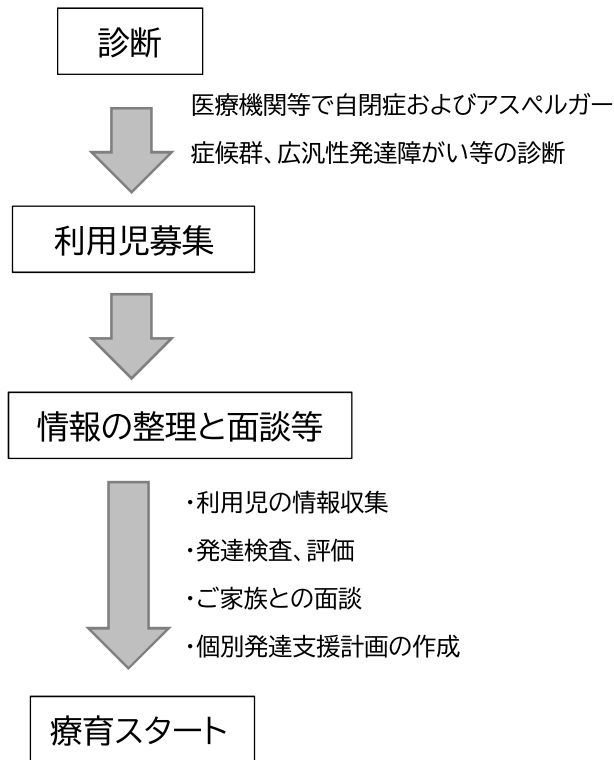 診断
医療機関等で自閉症およびアスペルガー
症候群、広汎性発達障がい等の診断
利用児募集
情報の整理と面談等
・利用児の情報収集
・発達検査、評価
・ご家族との面談
・個別発達支援計画の作成
療育スタート